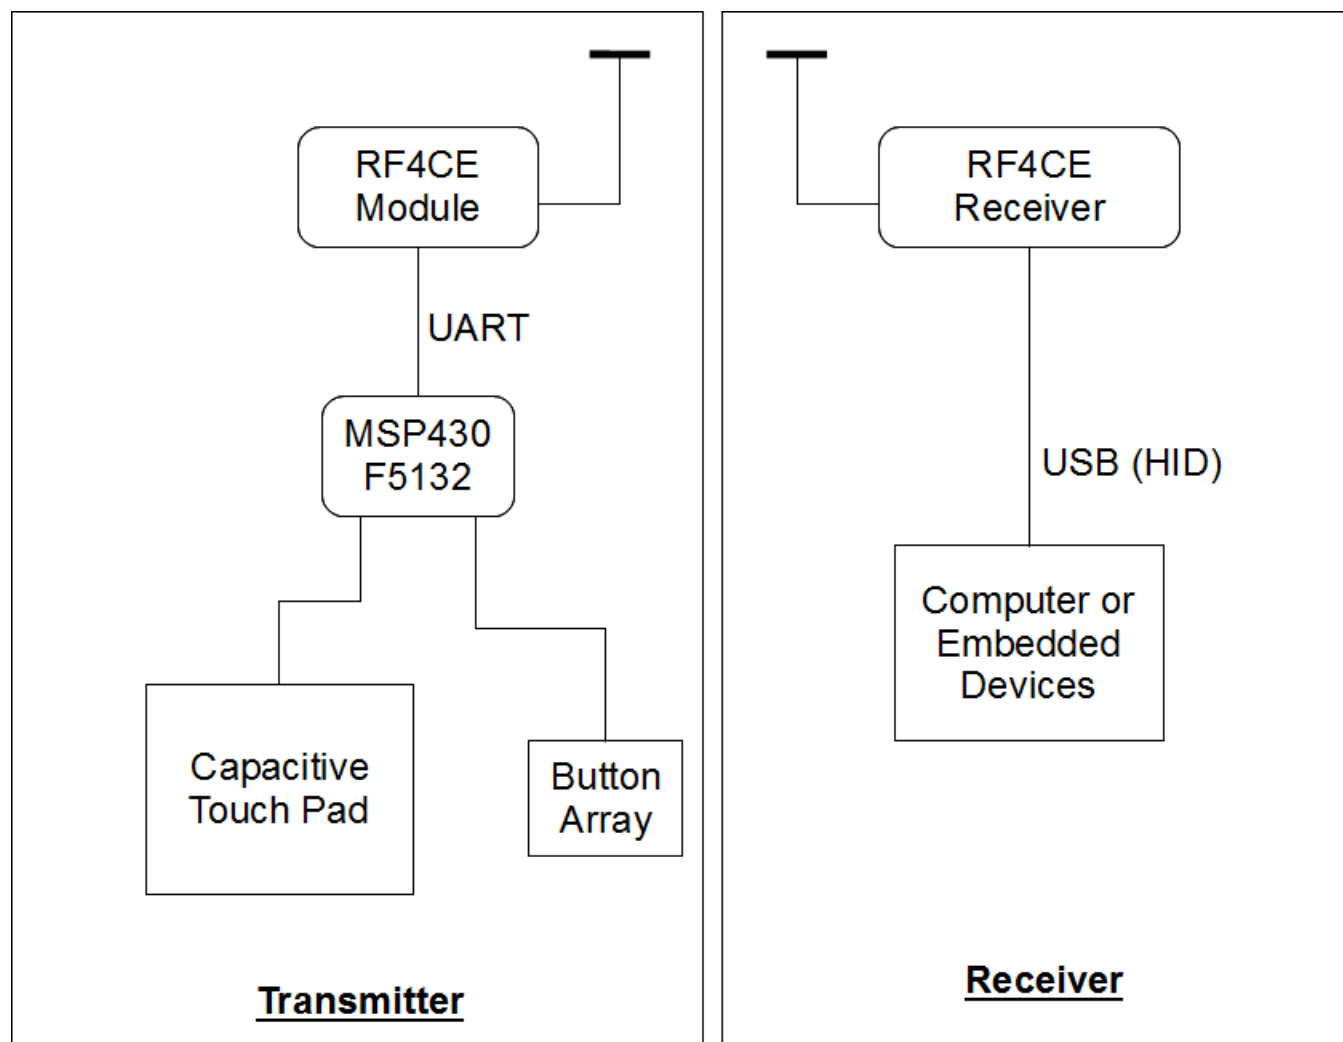 RF4CE
Module
UART
MSP430
F5132
Capacitive
Touch Pad
Button
Array
Transmitter
RF4CE
Receiver
USB (HID)
Computer or
Embedded
Devices
Receiver